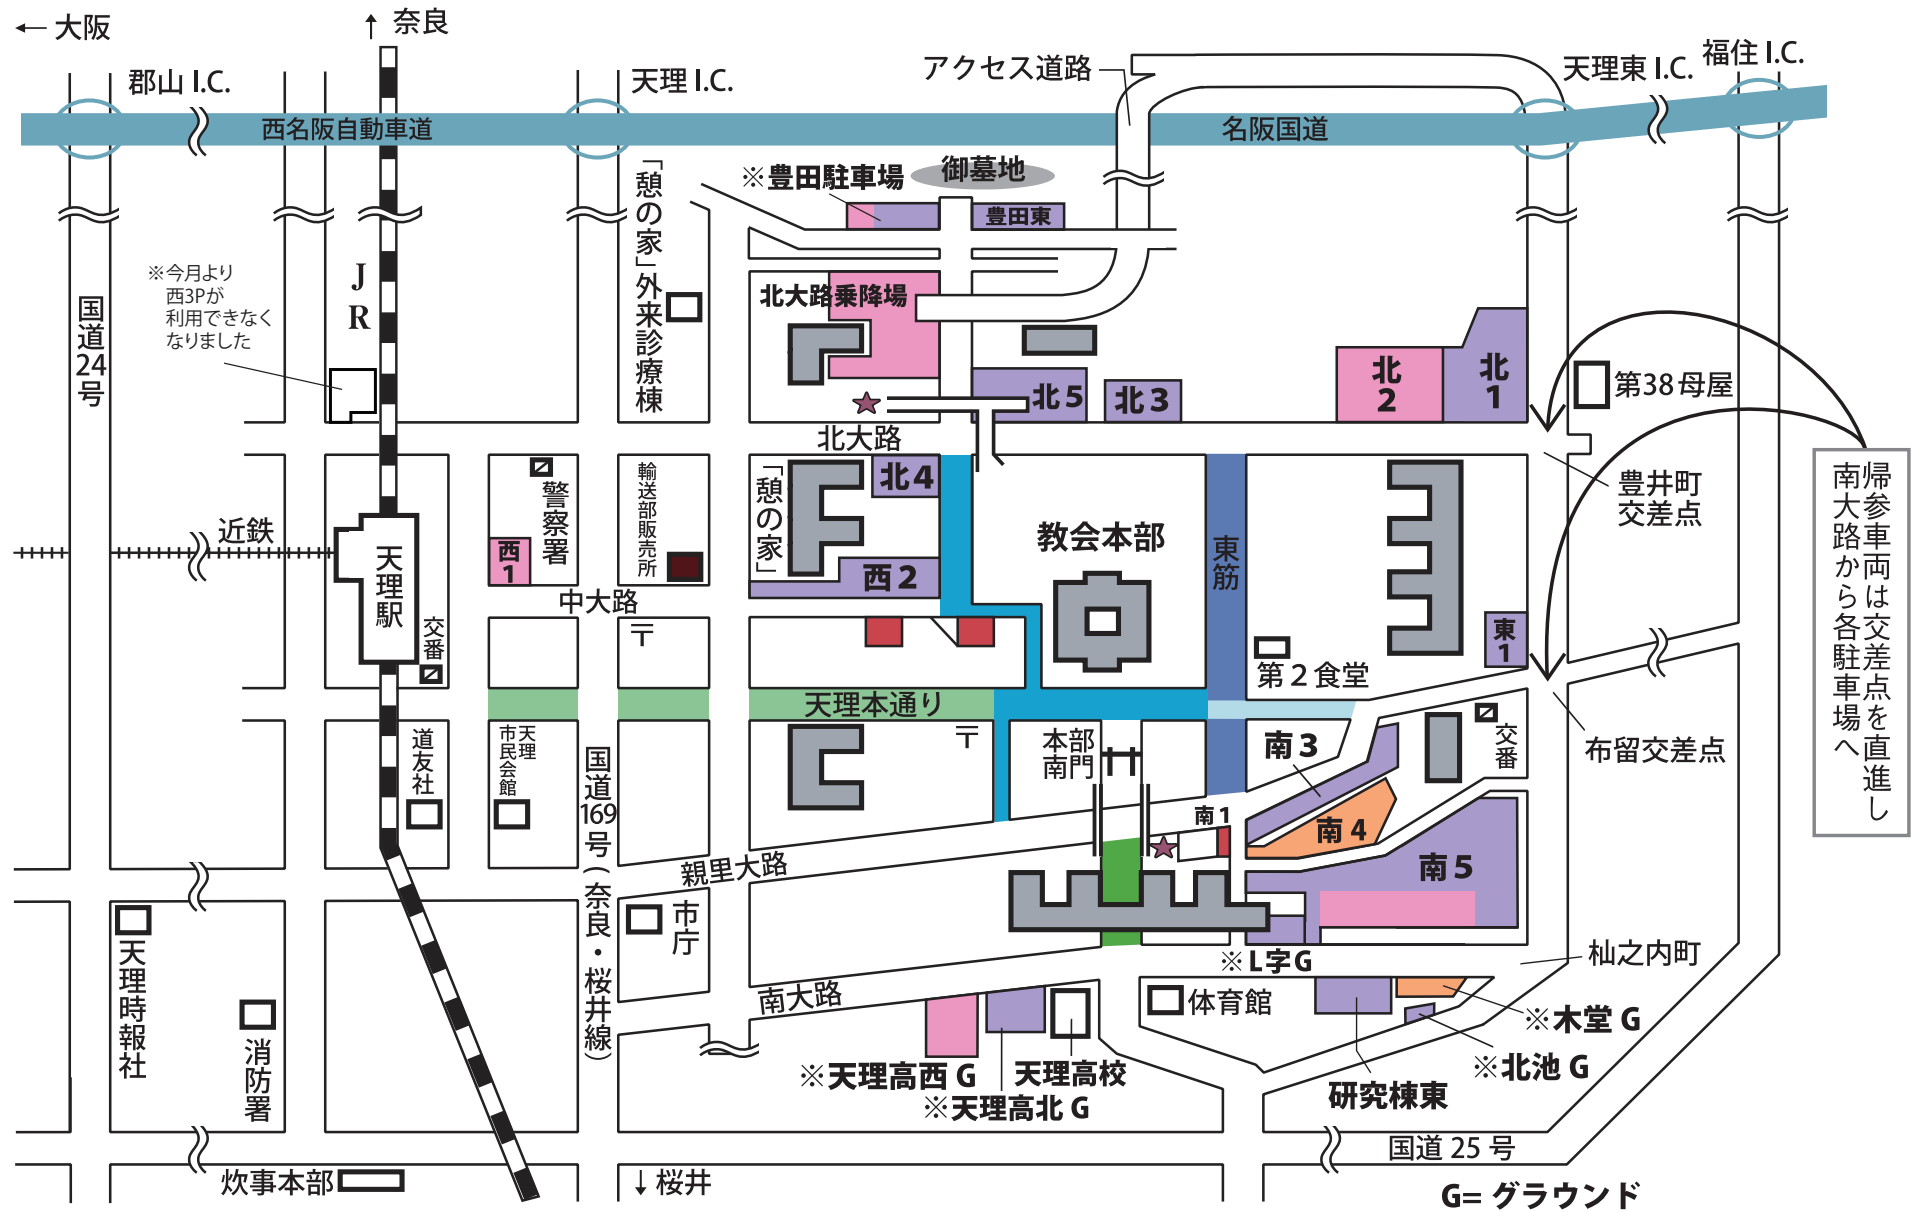 ← 大阪
↑ 奈良
郡山 I.C.
天理 I.C.
アクセス道路
天理東 I.C.
福住 I.C.
西名阪自動車道
名阪国道
※豊田駐車場
御墓地
豊田東
「憩の家」外来診療棟
※今月より
西3Pが
利用できなく
なりました
JR
国道24号
北大路乗降場
北5
北3
北2
北1
第38母屋
北大路
帰参車両は交差点を直進し
南大路から各駐車場へ
豊井町
交差点
警察署
輸送部販売所
「憩の家」
北4
近鉄
天理駅
西1
西2
教会本部
東筋
中大路
〒
交番
第2食堂
東1
天理本通り
布留交差点
道友社
天理
市民会館
国道169号(奈良・桜井線)
〒
本部
南門
南3
交番
南1
南4
南5
親里大路
市庁
天理時報社
消防署
南大路
※L字G
杣之内町
体育館
※木堂 G
※北池 G
研究棟東
※天理高西 G
天理高校
※天理高北 G
国道 25 号
炊事本部
↓ 桜井
G= グラウンド